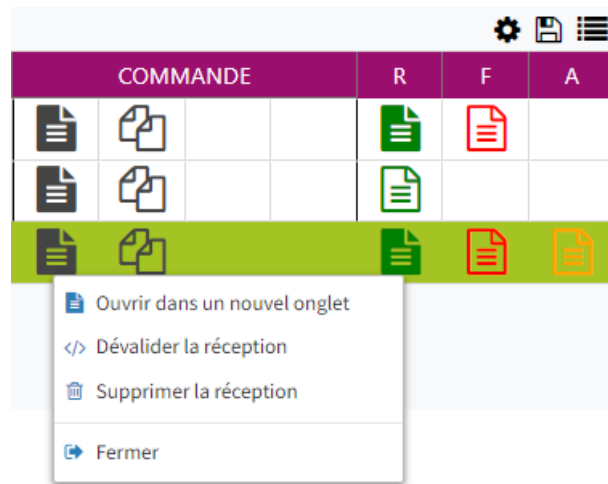 COMMANDE R F A
Ouvrir dans un nouvel onglet
</> Dévalider la réception
Supprimer la réception
Fermer